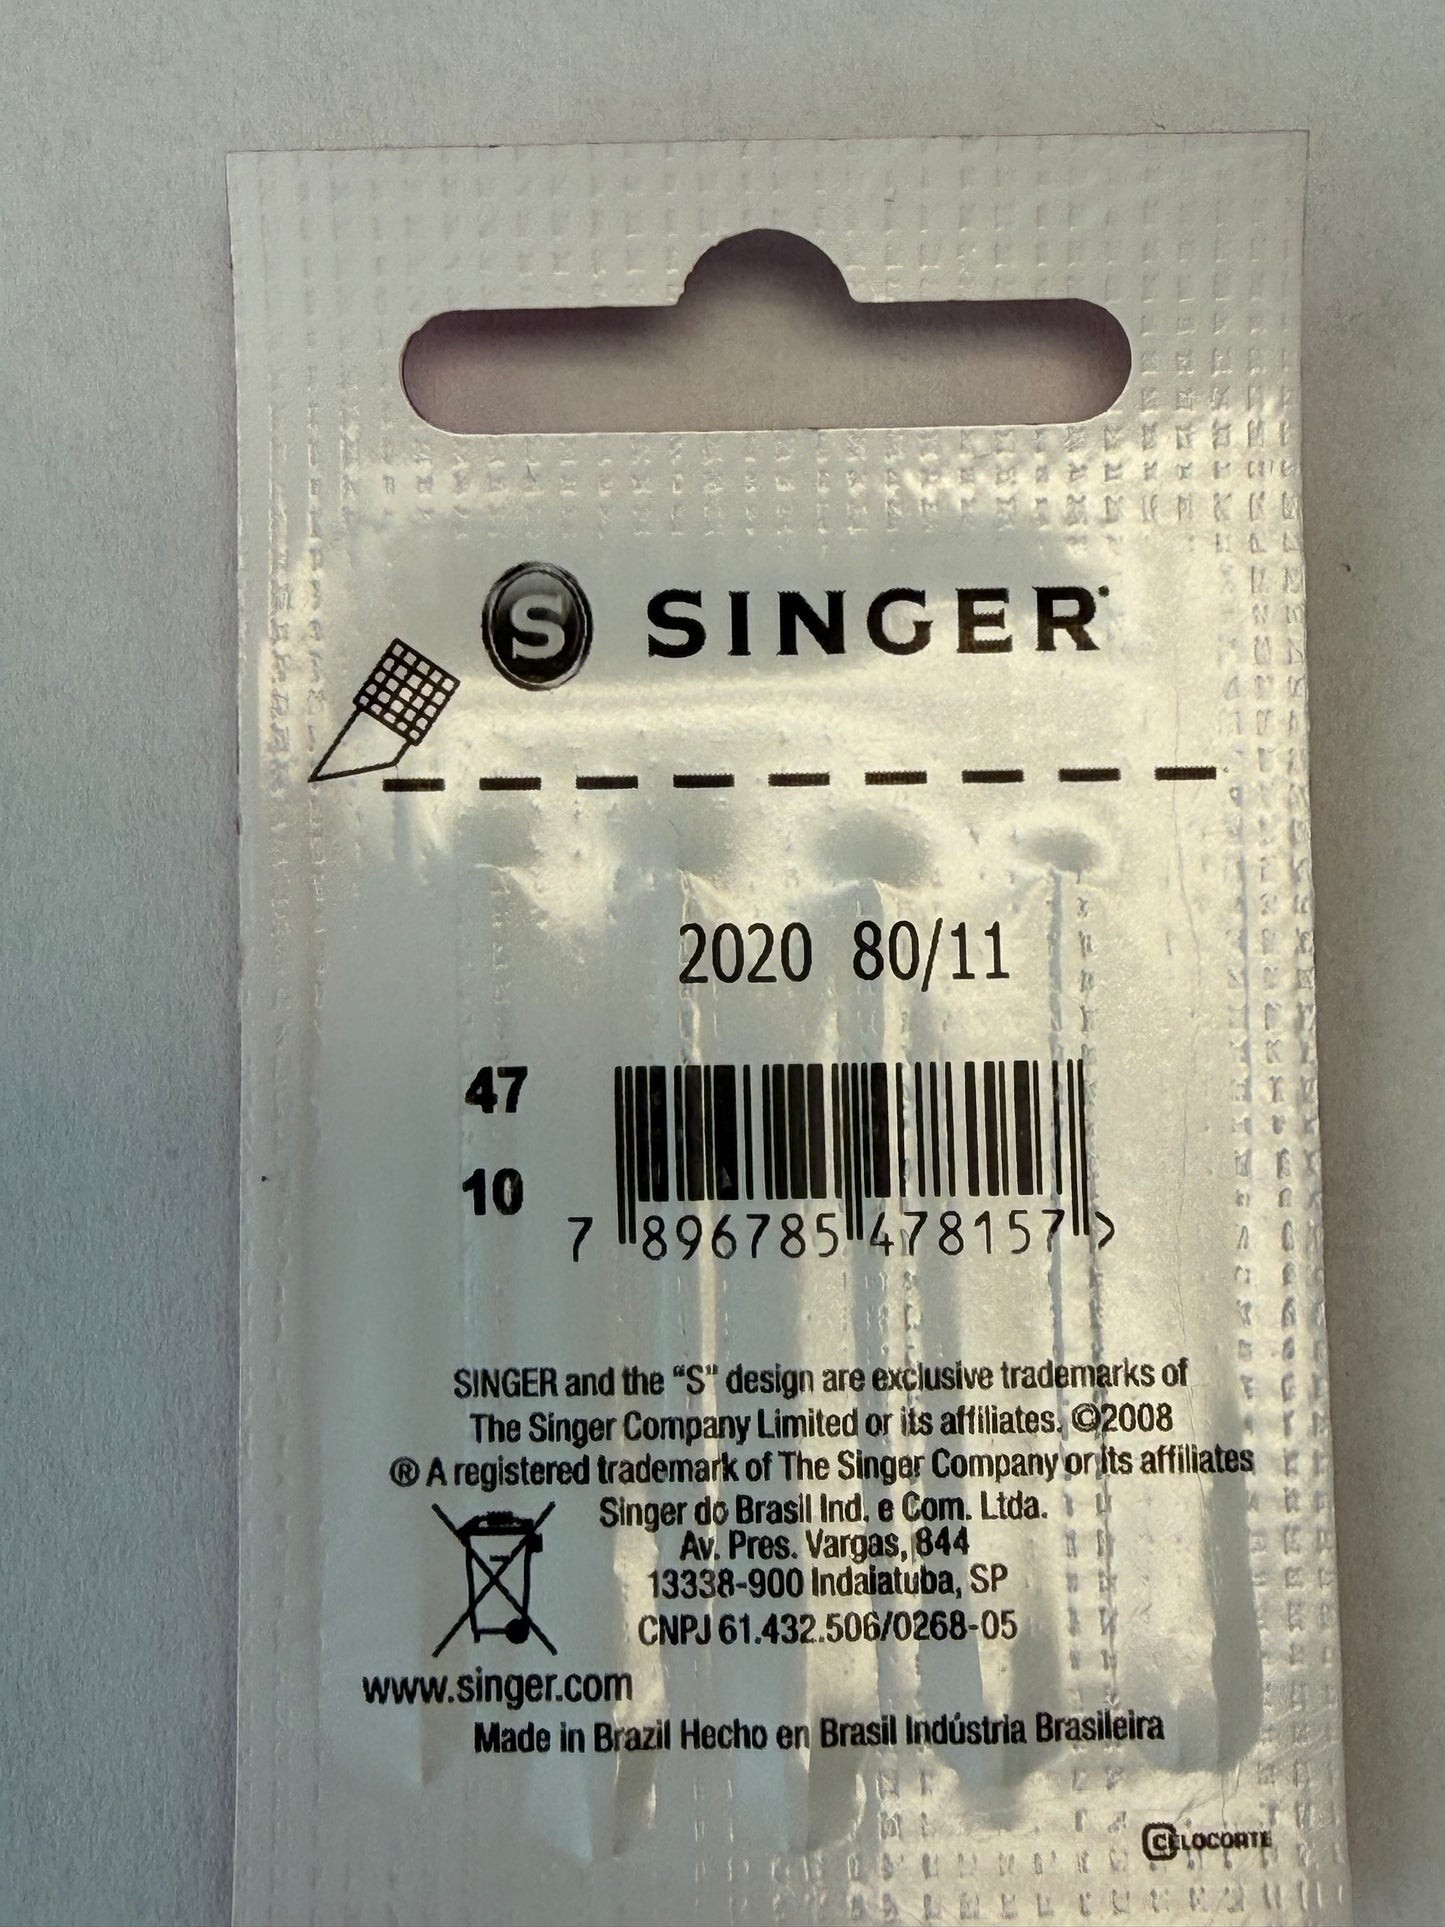 S SINGER®
2020 80/11
47
10
7 896785 478157 >
SINGER and the "S" design are exclusive trademarks of
The Singer Company Limited or its affiliates. ©2008
® A registered trademark of The Singer Company or its affiliates
Singer do Brasil Ind. e Com. Ltda.
Av. Pres. Vargas, 844
13338-900 Indaiatuba, SP
CNPJ 61.432.506/0268-05
www.singer.com
Made in Brazil Hecho en Brasil Indústria Brasileira
CELOCORTE